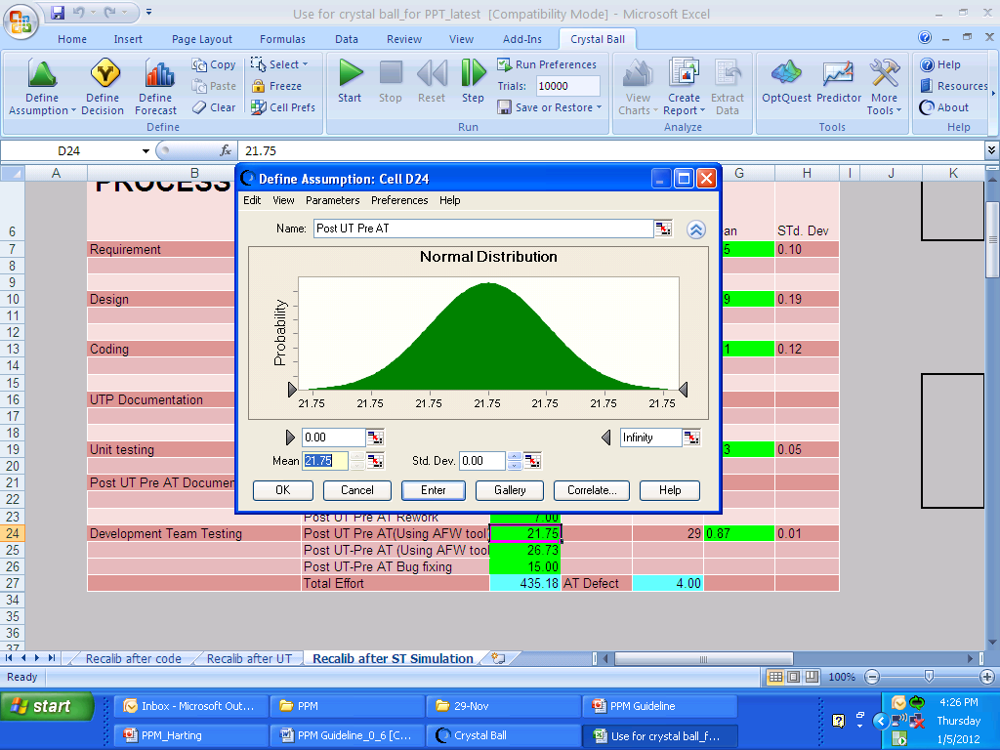 Use for crystal ball_for PPT_latest [Compatibility Mode] - Microsoft Excel
Home Insert Page Layout Formulas Data Review View Add-Ins Crystal Ball
Define Assumption Define Decision Define Forecast Copy Paste Clear Select Freeze Cell Prefs
Start Stop Reset Step Run Preferences
Trials: 10000
Save or Restore
View Charts Create Report Extract Data OptQuest Predictor More Tools Help Resources About
Define Run Analyze Tools Help
D24 fx 21.75
A B G H I J K
PROCESS
Define Assumption: Cell D24
Edit View Parameters Preferences Help
Name: Post UT Pre AT
Normal Distribution
Probability
21.75 21.75 21.75 21.75 21.75 21.75 21.75
0.00 Infinity
Mean 21.75 Std. Dev. 0.00
OK Cancel Enter Gallery Correlate... Help
6 an STd. Dev
7 Requirement 5 0.10
8
9
10 Design 9 0.19
11
12
13 Coding 1 0.12
14
15
16 UTP Documentation
17
18
19 Unit testing 3 0.05
20
21 Post UT Pre AT Documen
22
23 Post UT Pre AT Rework 7.00
24 Development Team Testing Post UT Pre AT(Using AFW tool 21.75 29 0.87 0.01
25 Post UT-Pre AT (Using AFW tool 26.73
26 Post UT-Pre AT Bug fixing 15.00
27 Total Effort 435.18 AT Defect 4.00
34
35
36
37
Recalib after code Recalib after UT Recalib after ST Simulation
Ready 100%
start Inbox - Microsoft Out... PPM 29-Nov PPM Guideline 4:26 PM
Thursday
PPM_Harting PPM Guideline_0_6 [C... Crystal Ball Use for crystal ball_f... 1/5/2012